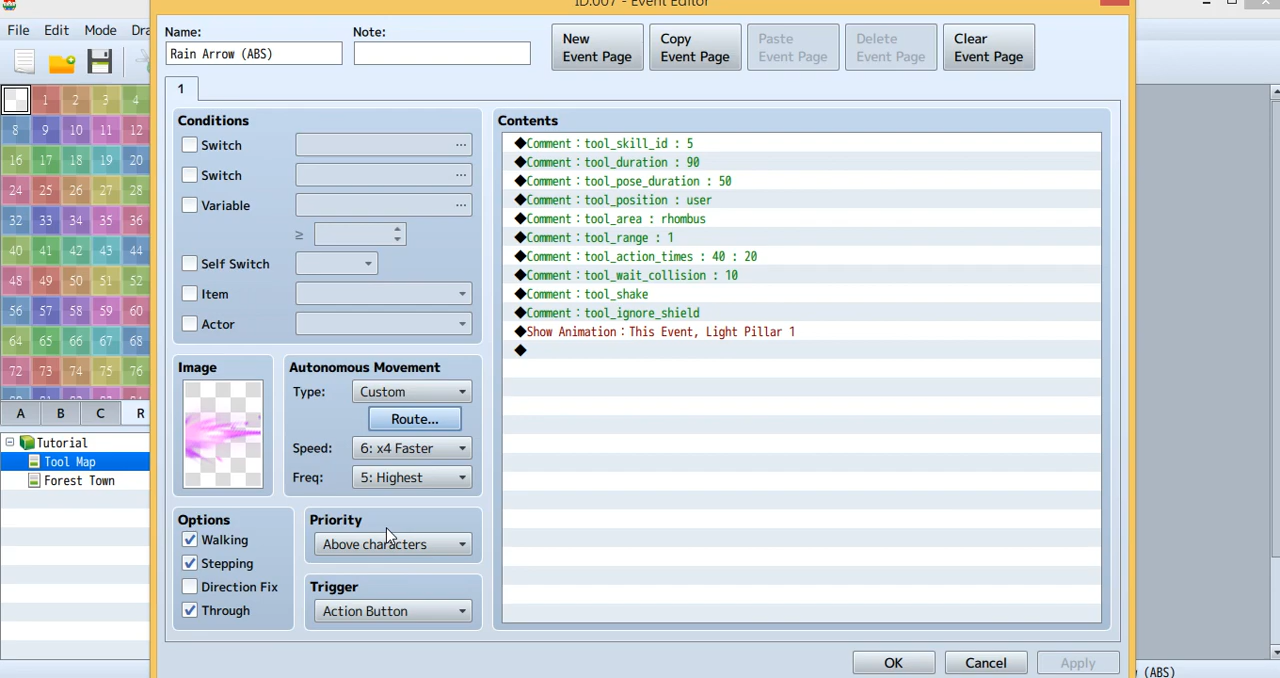 ID:007 - Event Editor
File Edit Mode Dra
Name:
Rain Arrow (ABS)
Note:
New
Event Page
Copy
Event Page
Paste
Event Page
Delete
Event Page
Clear
Event Page
1
1 2 3 4
8 9 10 11 12
16 17 18 19 20
24 25 26 27 28
32 33 34 35 36
40 41 42 43 44
48 49 50 51 52
56 57 58 59 60
64 65 66 67 68
72 73 74 75 76
A B C R
Tutorial
Tool Map
Forest Town
Conditions
Switch ...
Switch ...
Variable ...
≥
Self Switch
Item
Actor
Image
Autonomous Movement
Type: Custom
Route...
Speed: 6: x4 Faster
Freq: 5: Highest
Options
Walking
Stepping
Direction Fix
Through
Priority
Above characters
Trigger
Action Button
Contents
◆Comment：tool_skill_id : 5
◆Comment：tool_duration : 90
◆Comment：tool_pose_duration : 50
◆Comment：tool_position : user
◆Comment：tool_area : rhombus
◆Comment：tool_range : 1
◆Comment：tool_action_times : 40 : 20
◆Comment：tool_wait_collision : 10
◆Comment：tool_shake
◆Comment：tool_ignore_shield
◆Show Animation：This Event, Light Pillar 1
◆
OK Cancel Apply
(ABS)